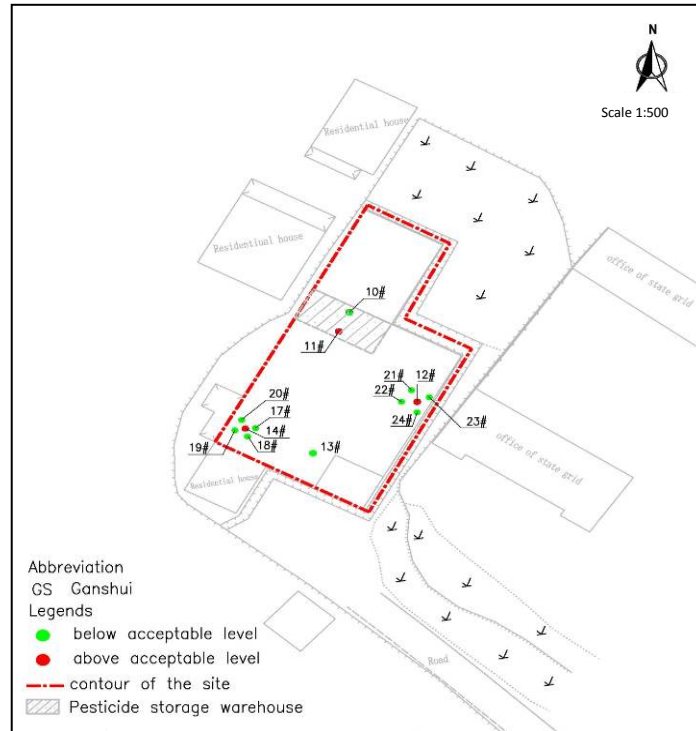 N
Scale 1:500
Residential house
Residentiual house
office of state grid
10#
11#
21#
12#
22#
20#
17#
24#
23#
14#
19#
18#
13#
office of state grid
Residential house
Abbreviation
GS Ganshui
Legends
below acceptable level
above acceptable level
contour of the site
Pesticide storage warehouse
Road